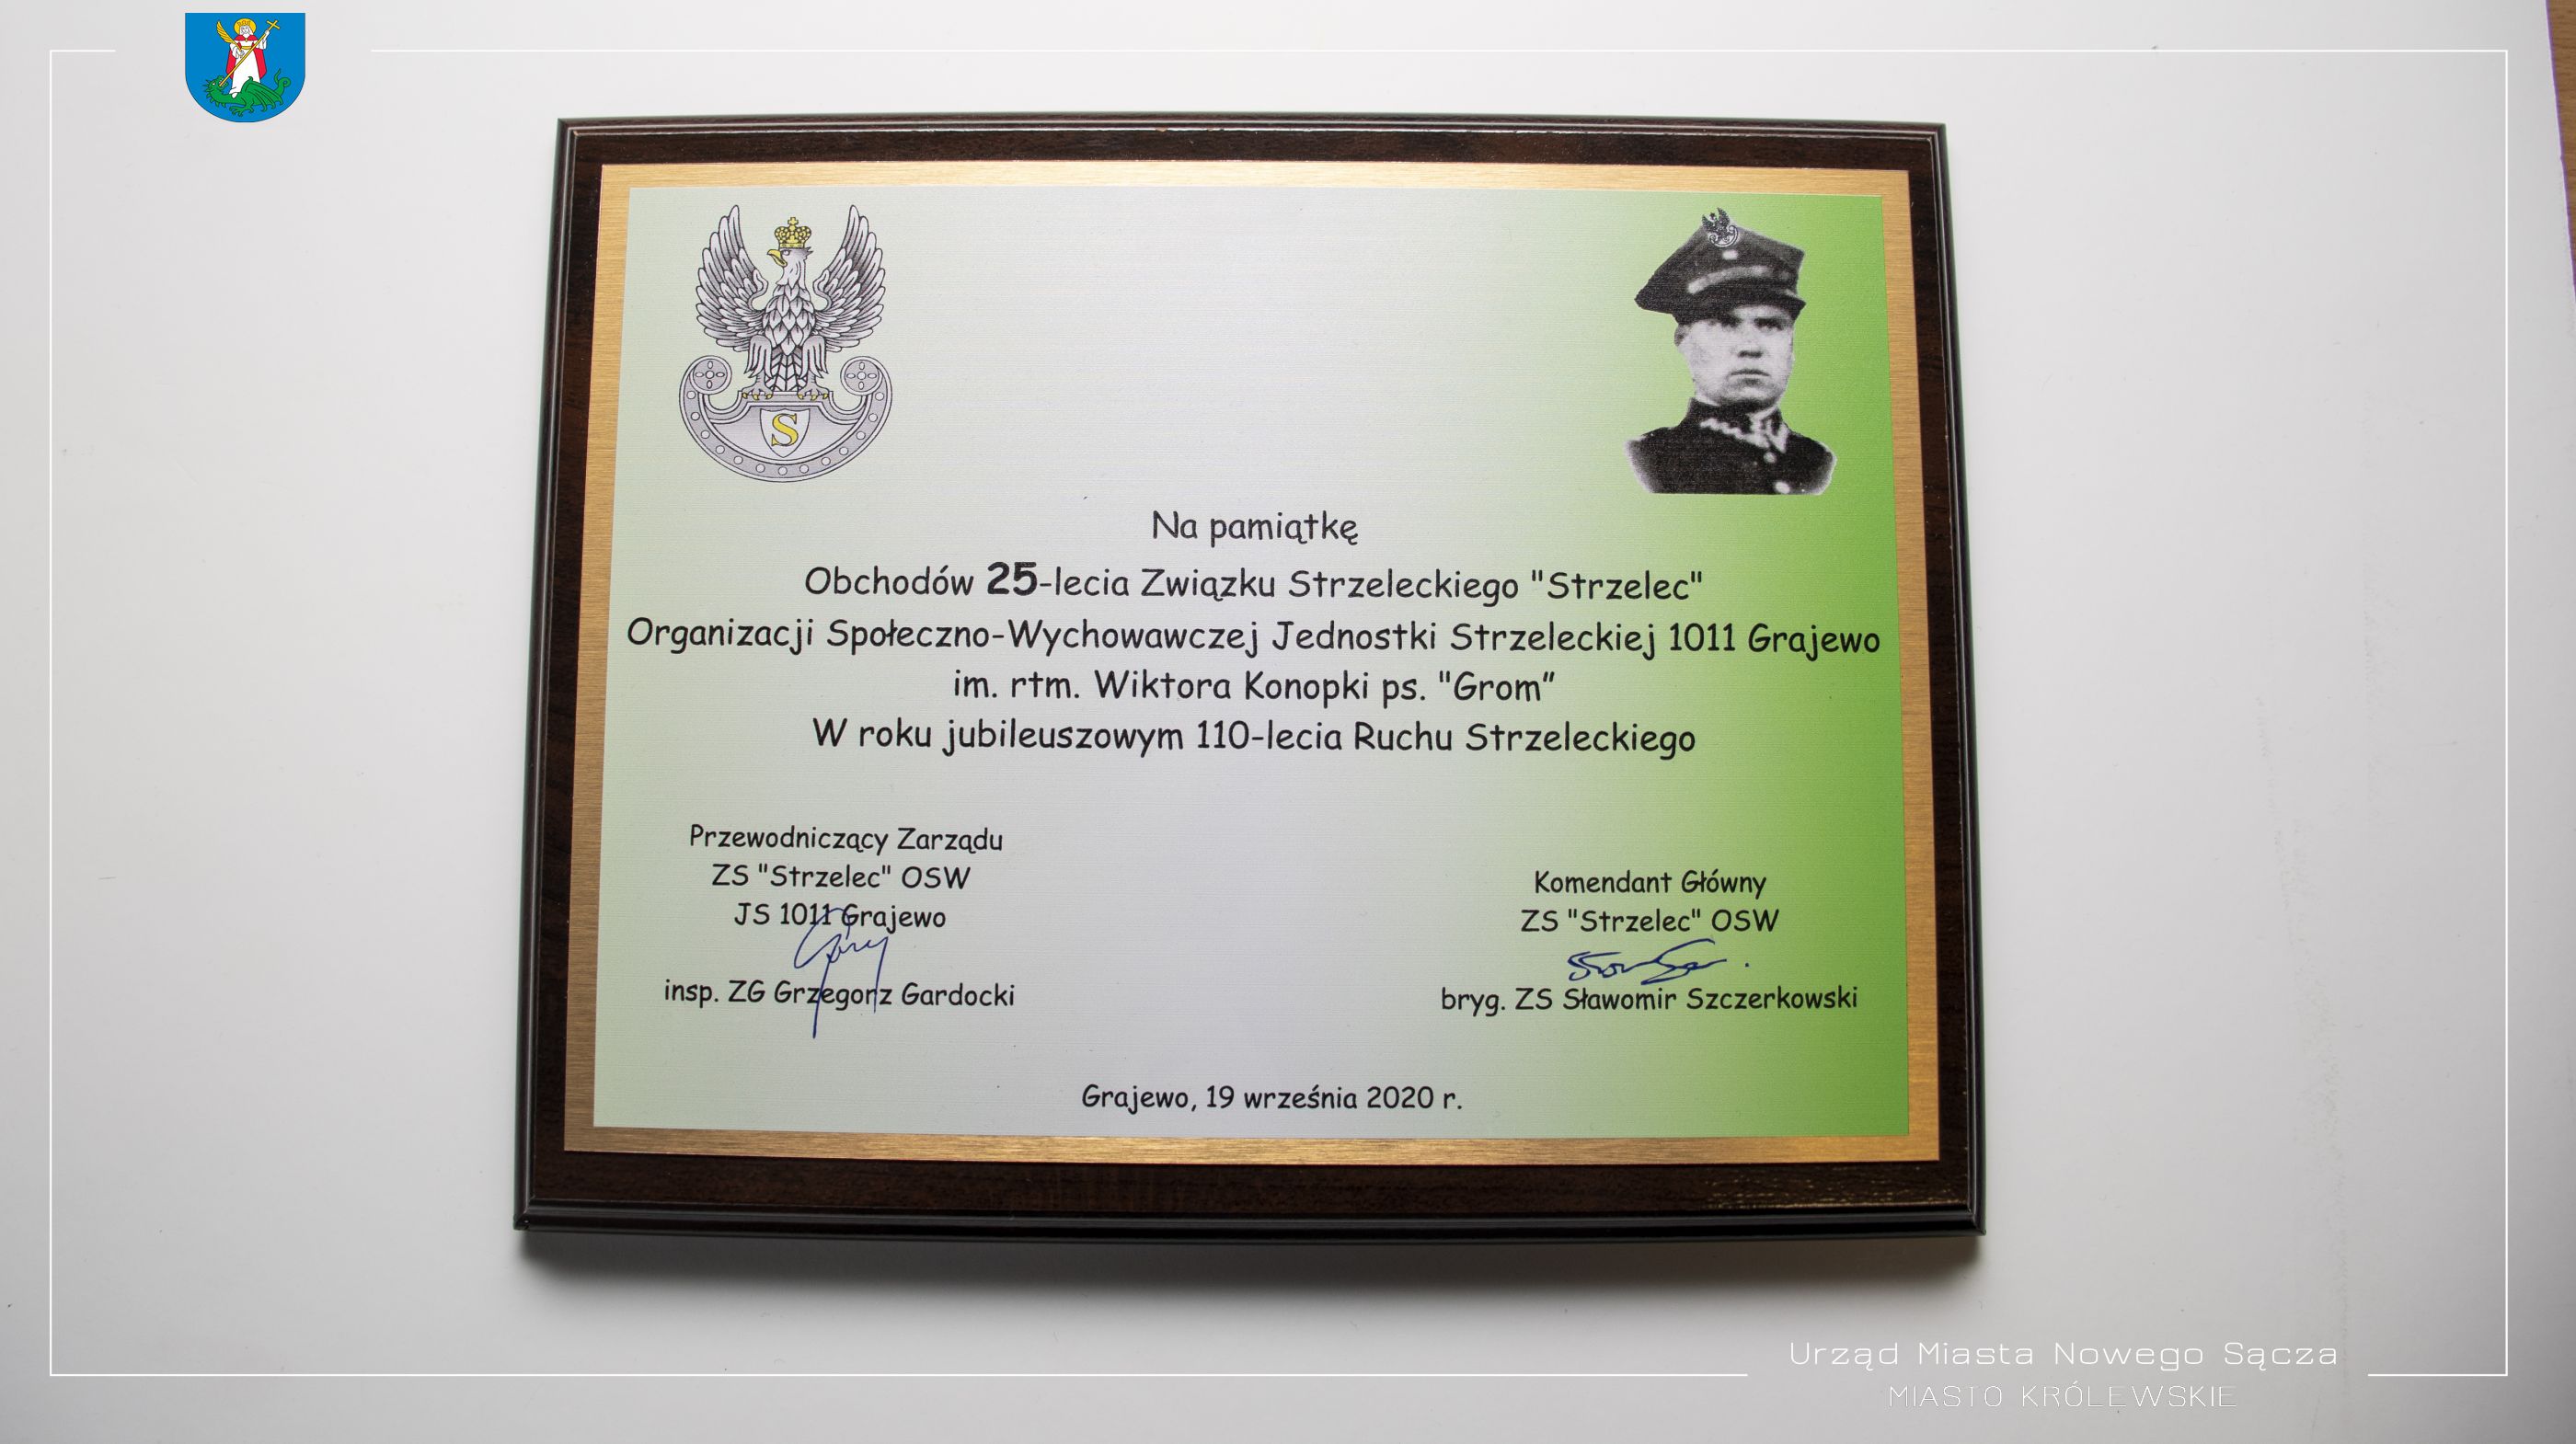 S
Na pamiątkę
Obchodów 25-lecia Związku Strzeleckiego "Strzelec"
Organizacji Społeczno-Wychowawczej Jednostki Strzeleckiej 1011 Grajewo
im. rtm. Wiktora Konopki ps. "Grom”
W roku jubileuszowym 110-lecia Ruchu Strzeleckiego
Przewodniczący Zarządu
ZS "Strzelec" OSW
JS 1011 Grajewo
insp. ZG Grzegorz Gardocki
Komendant Główny
ZS "Strzelec" OSW
bryg. ZS Sławomir Szczerkowski
Grajewo, 19 września 2020 r.
Urząd Miasta Nowego Sącza
MIASTO KRÓLEWSKIE